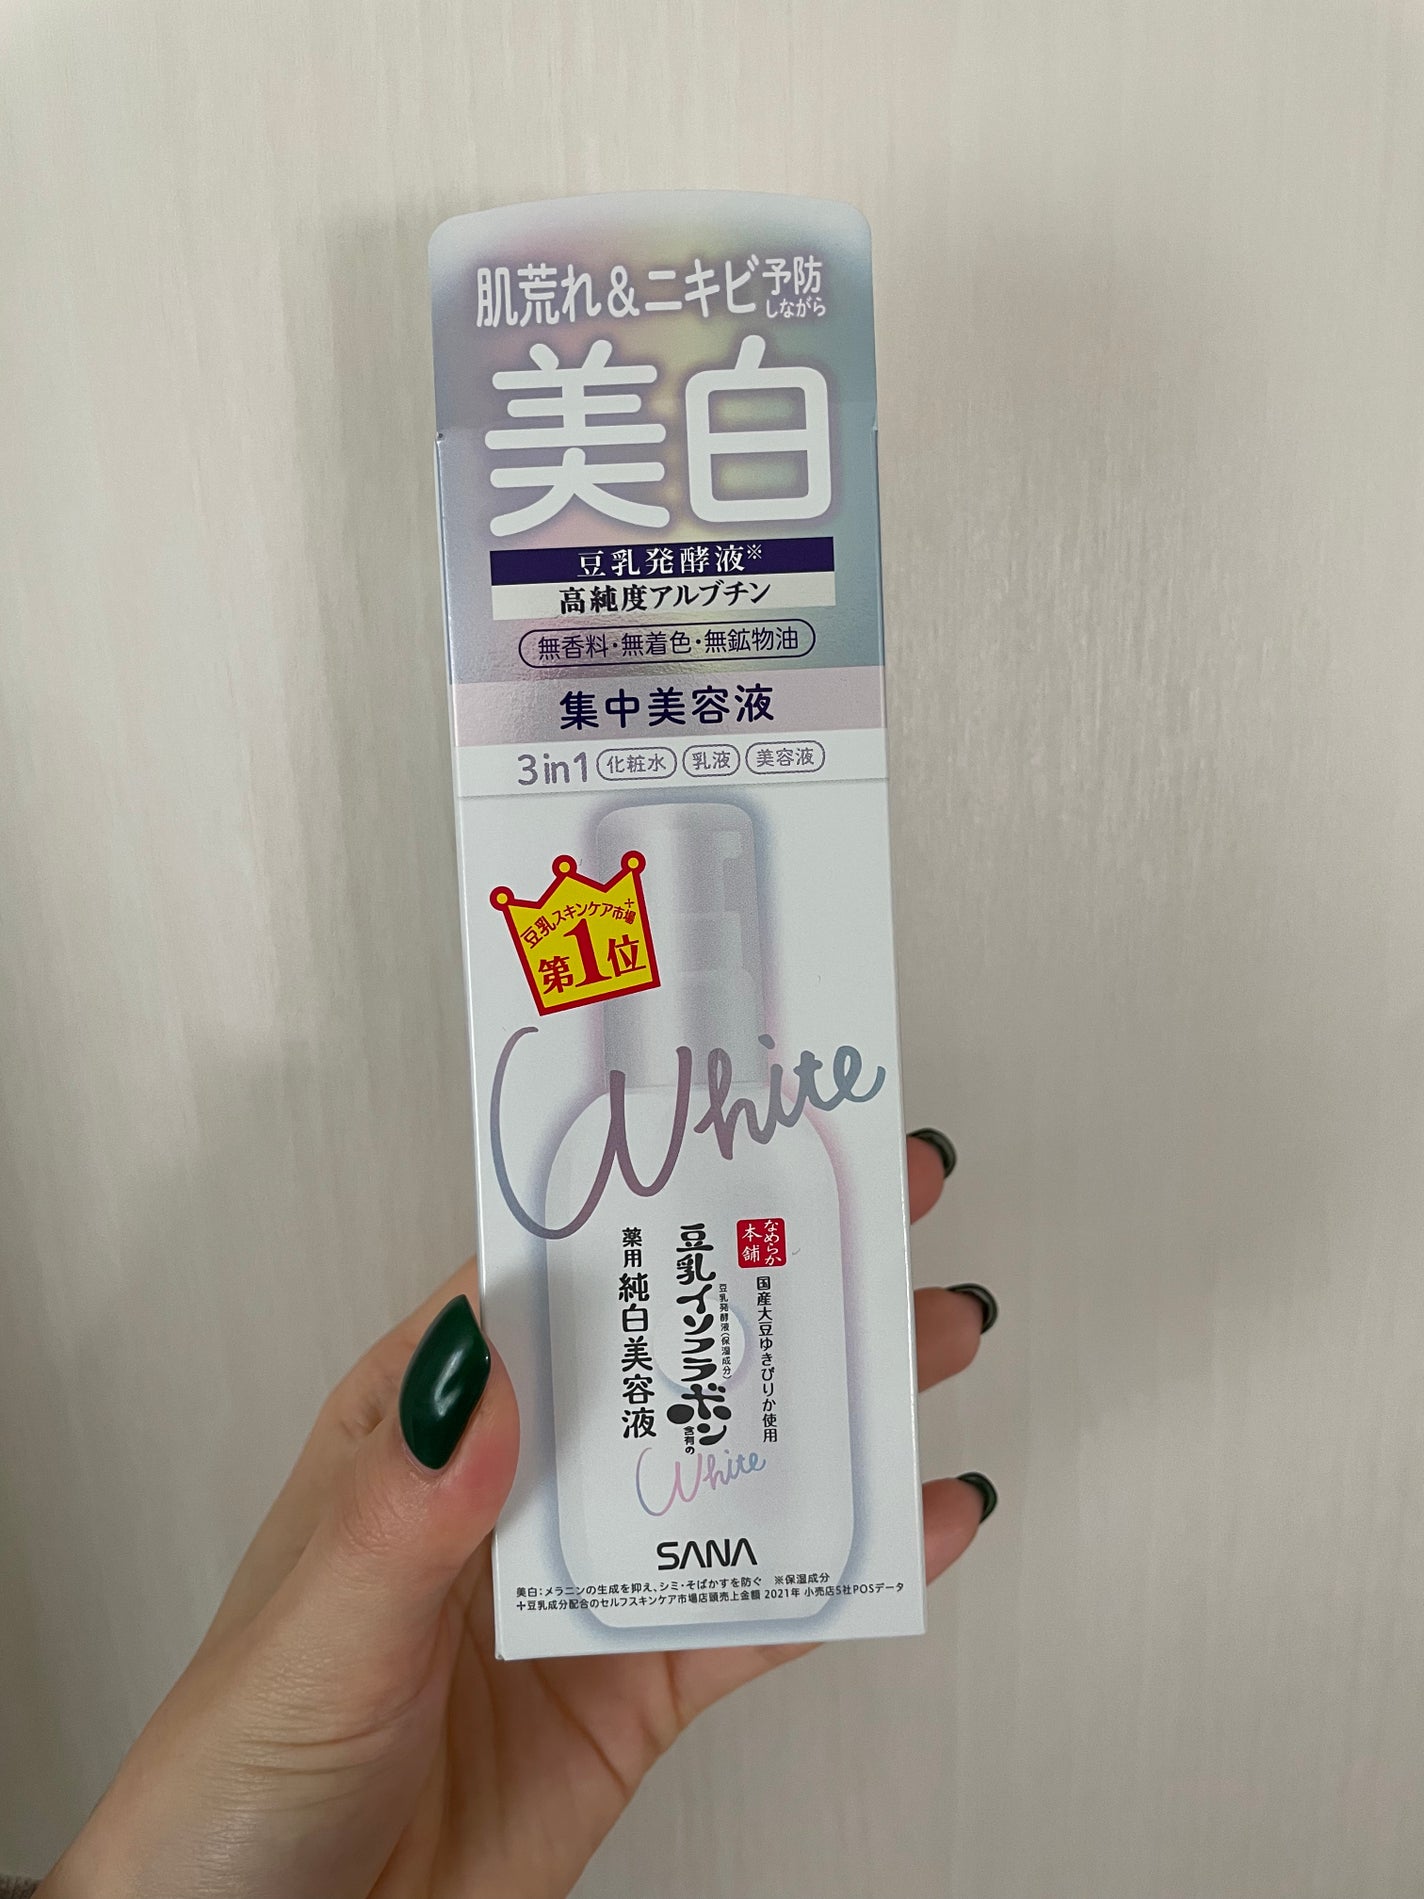 肌荒れ&ニキビ予防しながら
美白
豆乳発酵液※
高純度アルブチン
無香料・無着色・無鉱物油
集中美容液
3in1 化粧水 乳液 美容液
豆乳スキンケア市場+
第1位
White
なめらか本舗
国産大豆ゆきぴりか使用
豆乳発酵液(保湿成分)
豆乳イソフラボン含有の
薬用純白美容液
White
SANA
美白:メラニンの生成を抑え、シミ・そばかすを防ぐ ※保湿成分
+豆乳成分配合のセルフスキンケア市場店頭売上金額 2021年 小売店5社POSデータ